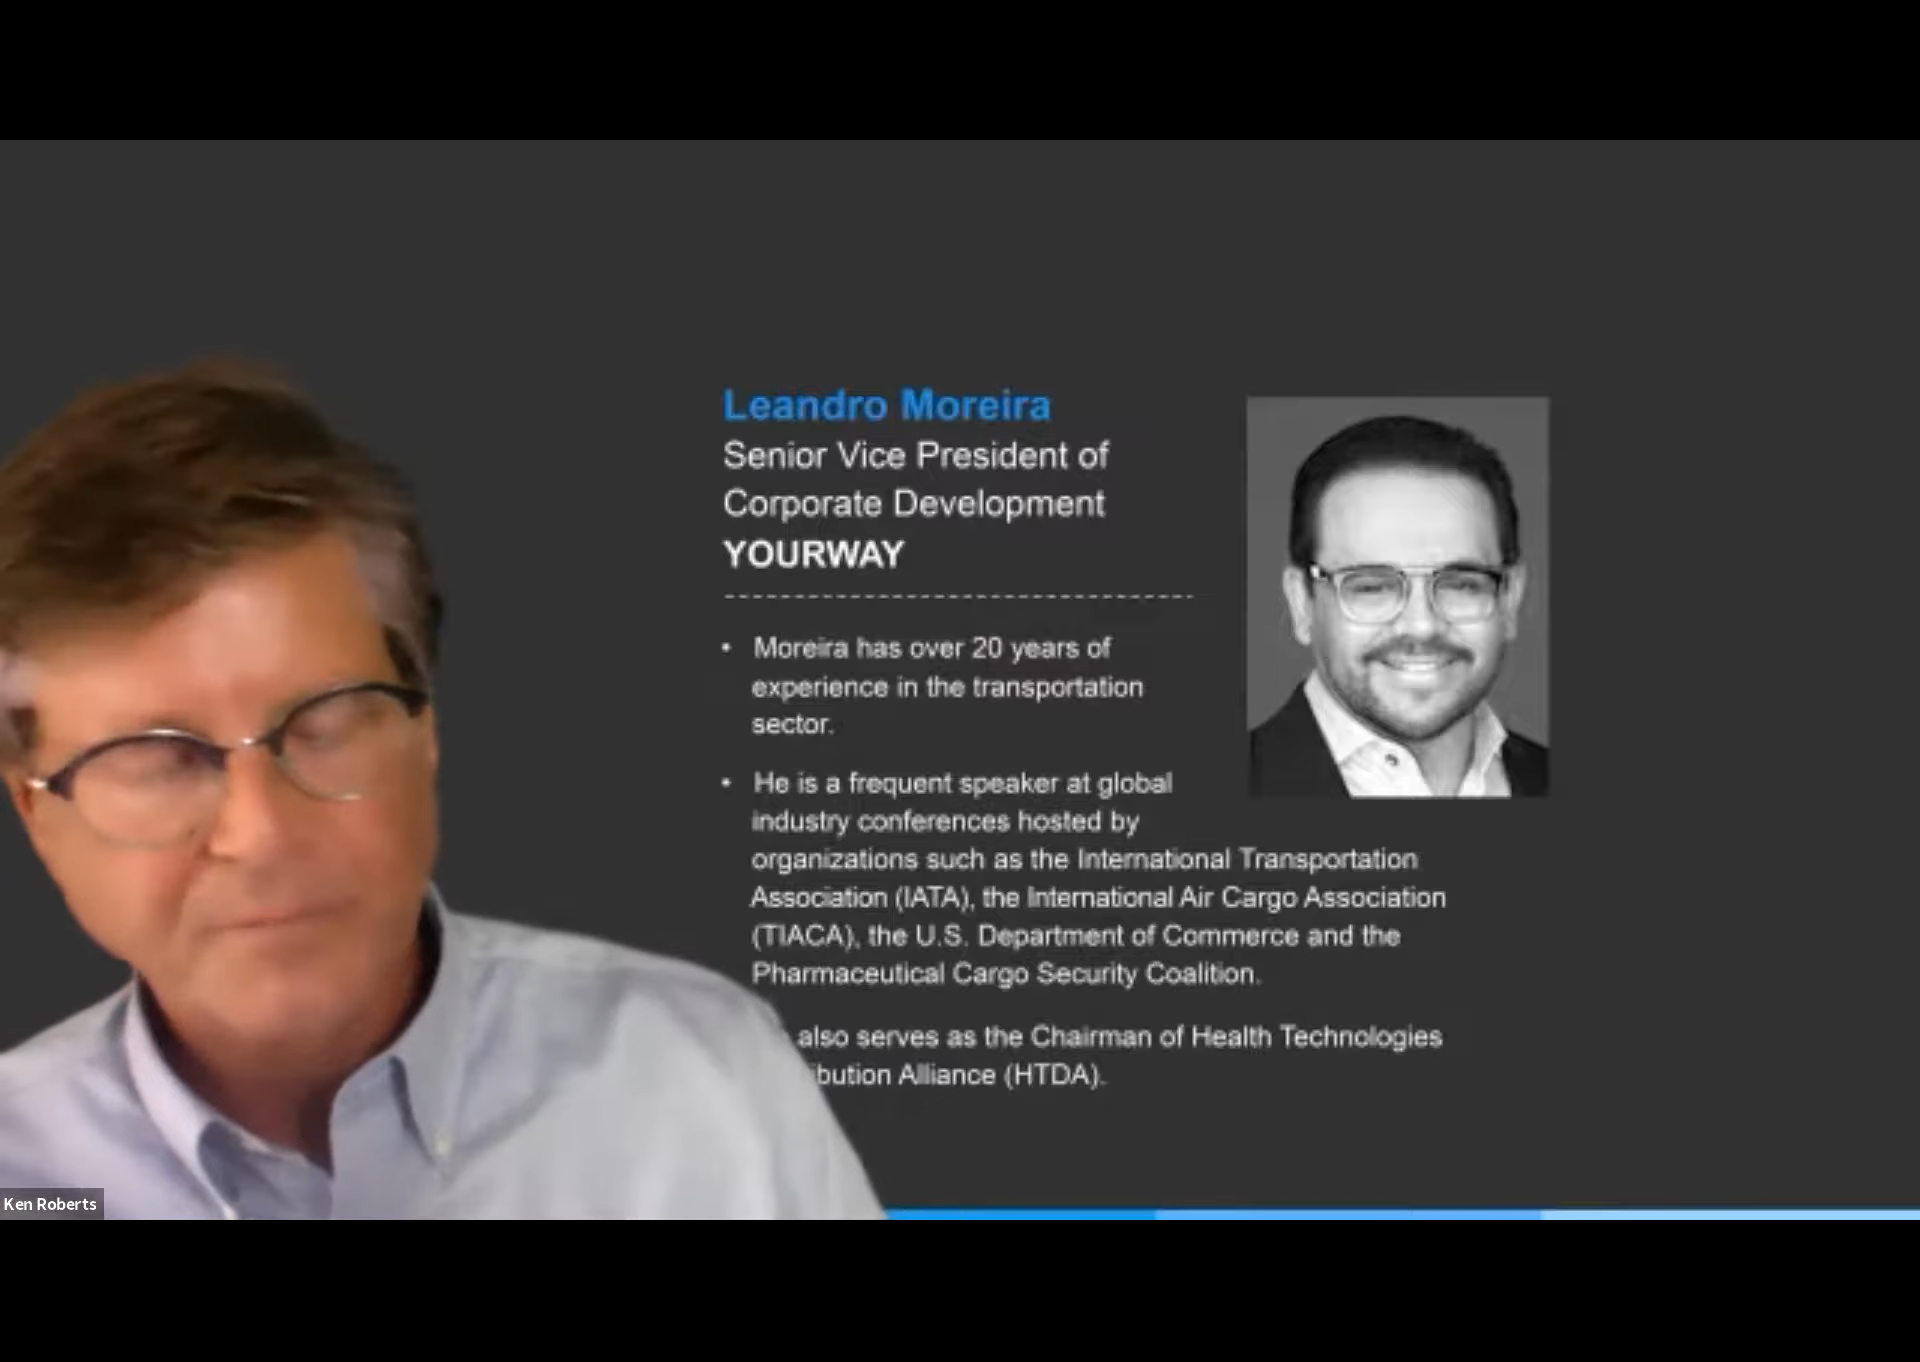 Leandro Moreira
Senior Vice President of
Corporate Development
YOURWAY
• Moreira has over 20 years of
experience in the transportation
sector.
• He is a frequent speaker at global
industry conferences hosted by
organizations such as the International Transportation
Association (IATA), the International Air Cargo Association
(TIACA), the U.S. Department of Commerce and the
Pharmaceutical Cargo Security Coalition.
also serves as the Chairman of Health Technologies
bution Alliance (HTDA).
Ken Roberts